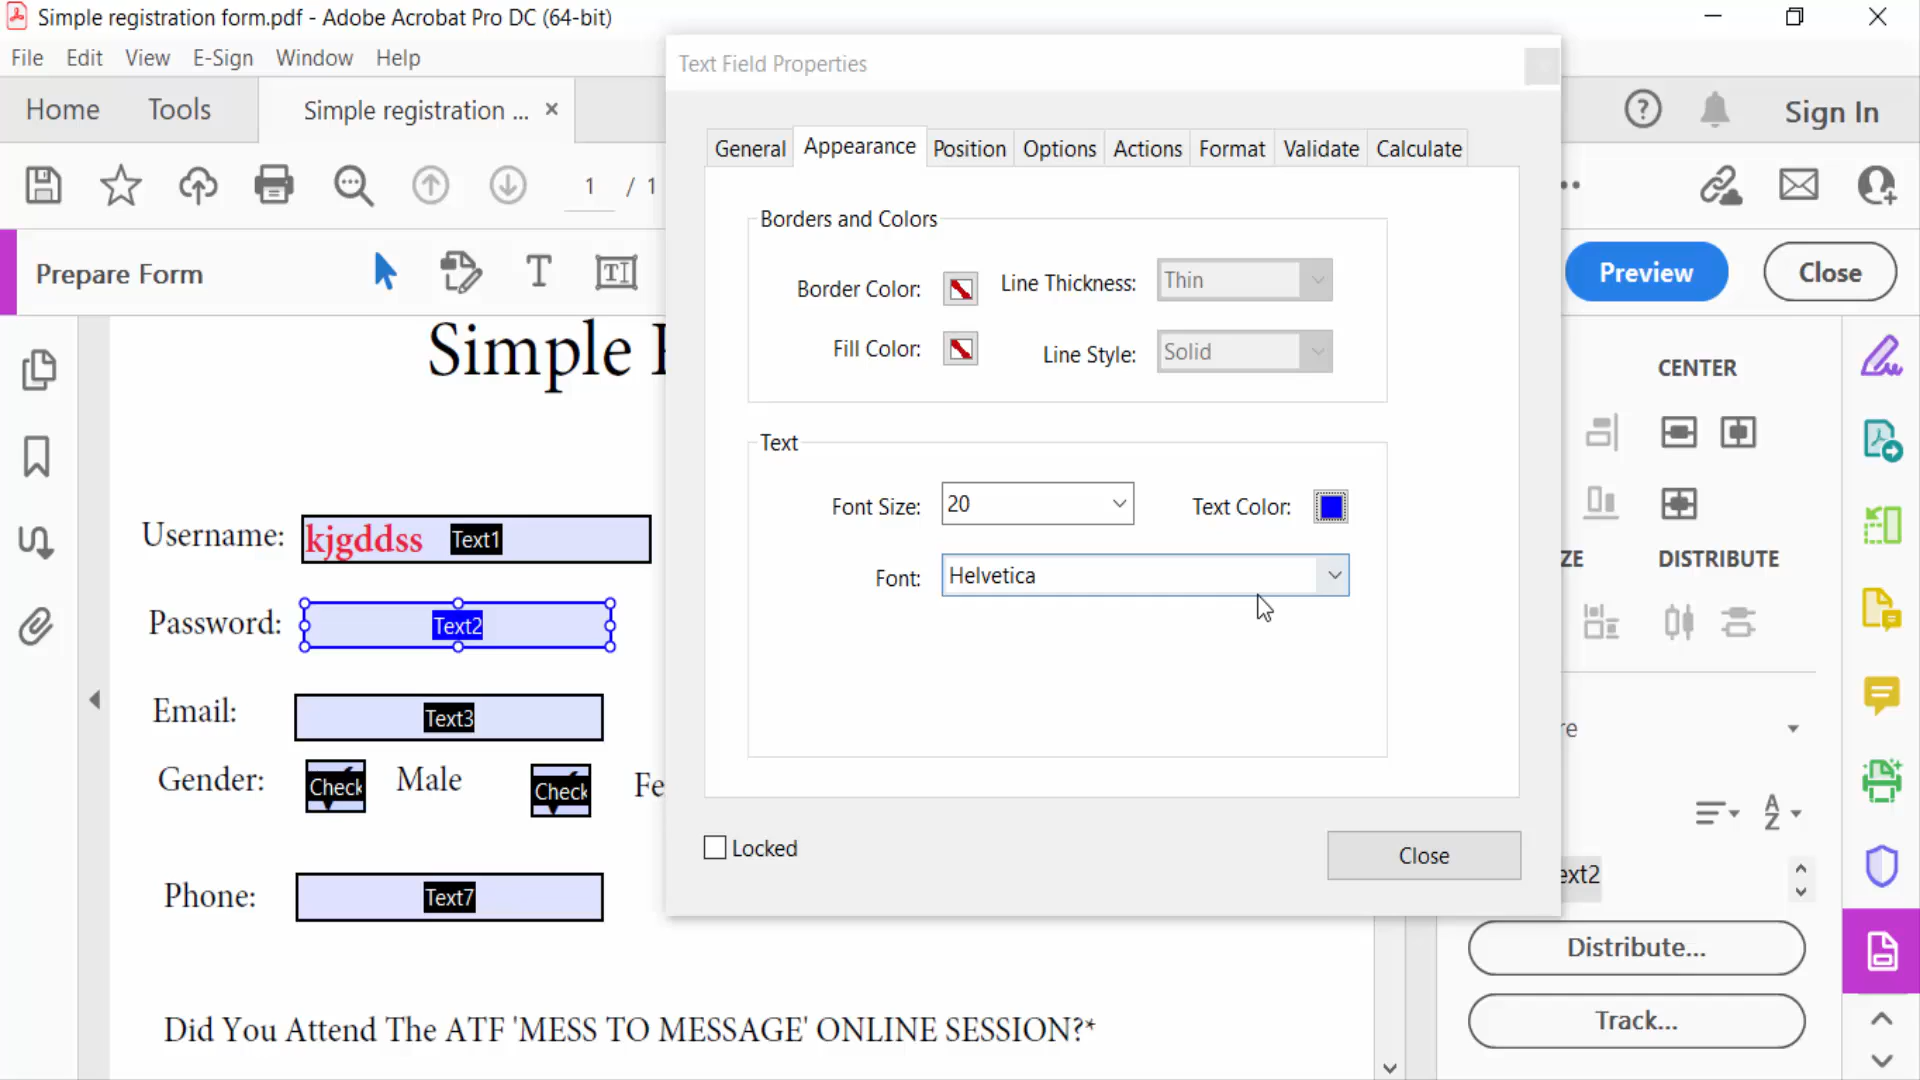 Simple registration form.pdf - Adobe Acrobat Pro DC (64-bit)
File Edit View E-Sign Window Help
Home Tools Simple registration ... ×
Sign In
1 / 1
Prepare Form
Preview
Close
Text Field Properties
General Appearance Position Options Actions Format Validate Calculate
Borders and Colors
Border Color: Line Thickness: Thin
Fill Color: Line Style: Solid
Text
Font Size: 20 Text Color:
Font: Helvetica
Locked
Close
Simple
Username: kjgddss Text1
Password: Text2
Email: Text3
Gender: Check Male Check Fe
Phone: Text7
Did You Attend The ATF 'MESS TO MESSAGE' ONLINE SESSION?*
CENTER
ZE DISTRIBUTE
re
ext2
Distribute...
Track...